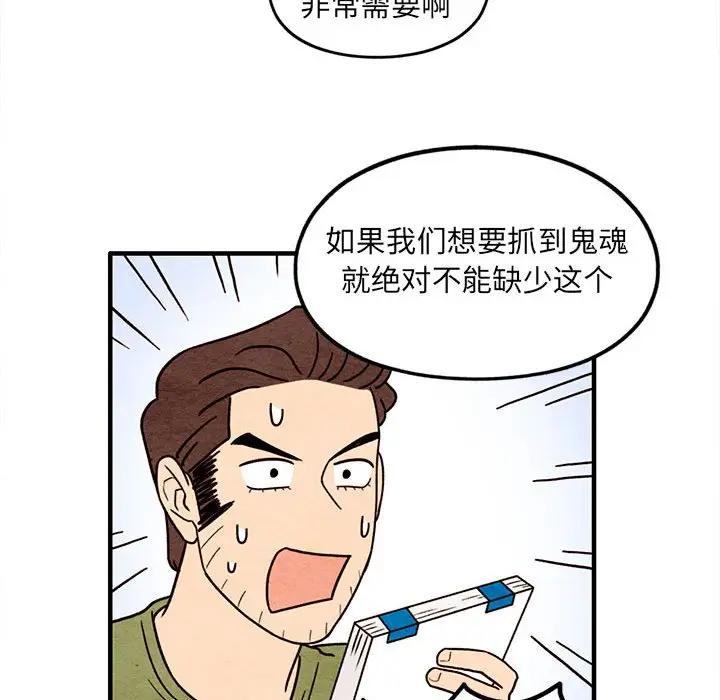 非常需要啊
如果我们想要抓到鬼魂
就绝对不能缺少这个